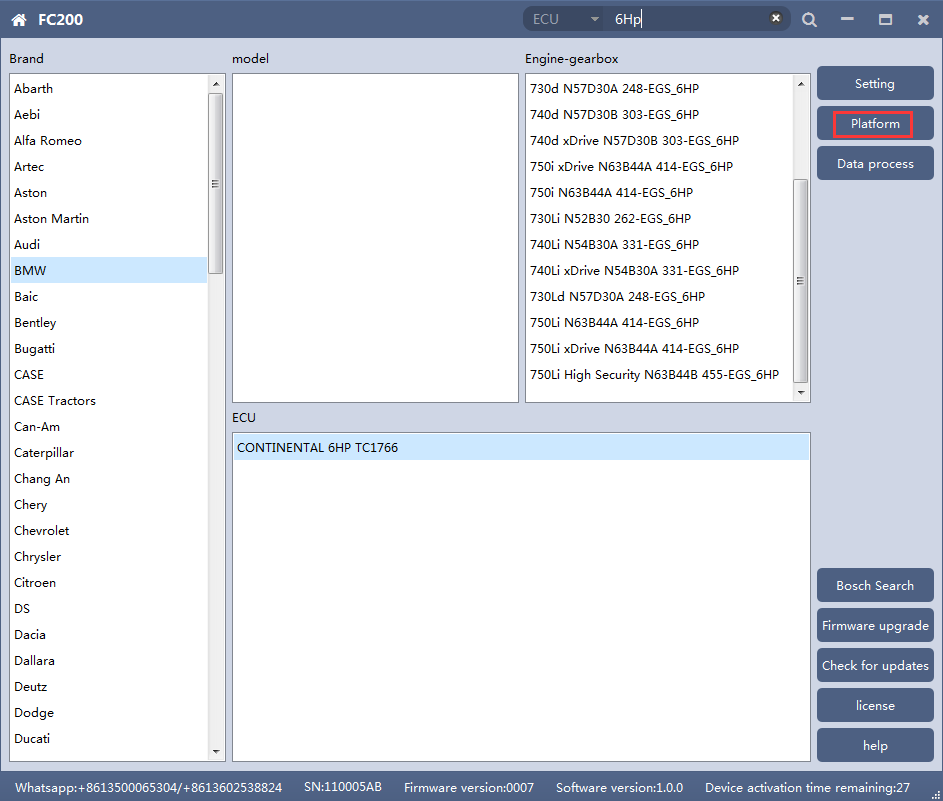 FC200
ECU
6Hp
Brand
Abarth
Aebi
Alfa Romeo
Artec
Aston
Aston Martin
Audi
BMW
Baic
Bentley
Bugatti
CASE
CASE Tractors
Can-Am
Caterpillar
Chang An
Chery
Chevrolet
Chrysler
Citroen
DS
Dacia
Dallara
Deutz
Dodge
Ducati
model
Engine-gearbox
730d N57D30A 248-EGS_6HP
740d N57D30B 303-EGS_6HP
740d xDrive N57D30B 303-EGS_6HP
750i xDrive N63B44A 414-EGS_6HP
750i N63B44A 414-EGS_6HP
730Li N52B30 262-EGS_6HP
740Li N54B30A 331-EGS_6HP
740Li xDrive N54B30A 331-EGS_6HP
730Ld N57D30A 248-EGS_6HP
750Li N63B44A 414-EGS_6HP
750Li xDrive N63B44A 414-EGS_6HP
750Li High Security N63B44B 455-EGS_6HP
ECU
CONTINENTAL 6HP TC1766
Setting
Platform
Data process
Bosch Search
Firmware upgrade
Check for updates
license
help
Whatsapp:+8613500065304/+8613602538824
SN:110005AB
Firmware version:0007
Software version:1.0.0
Device activation time remaining:27